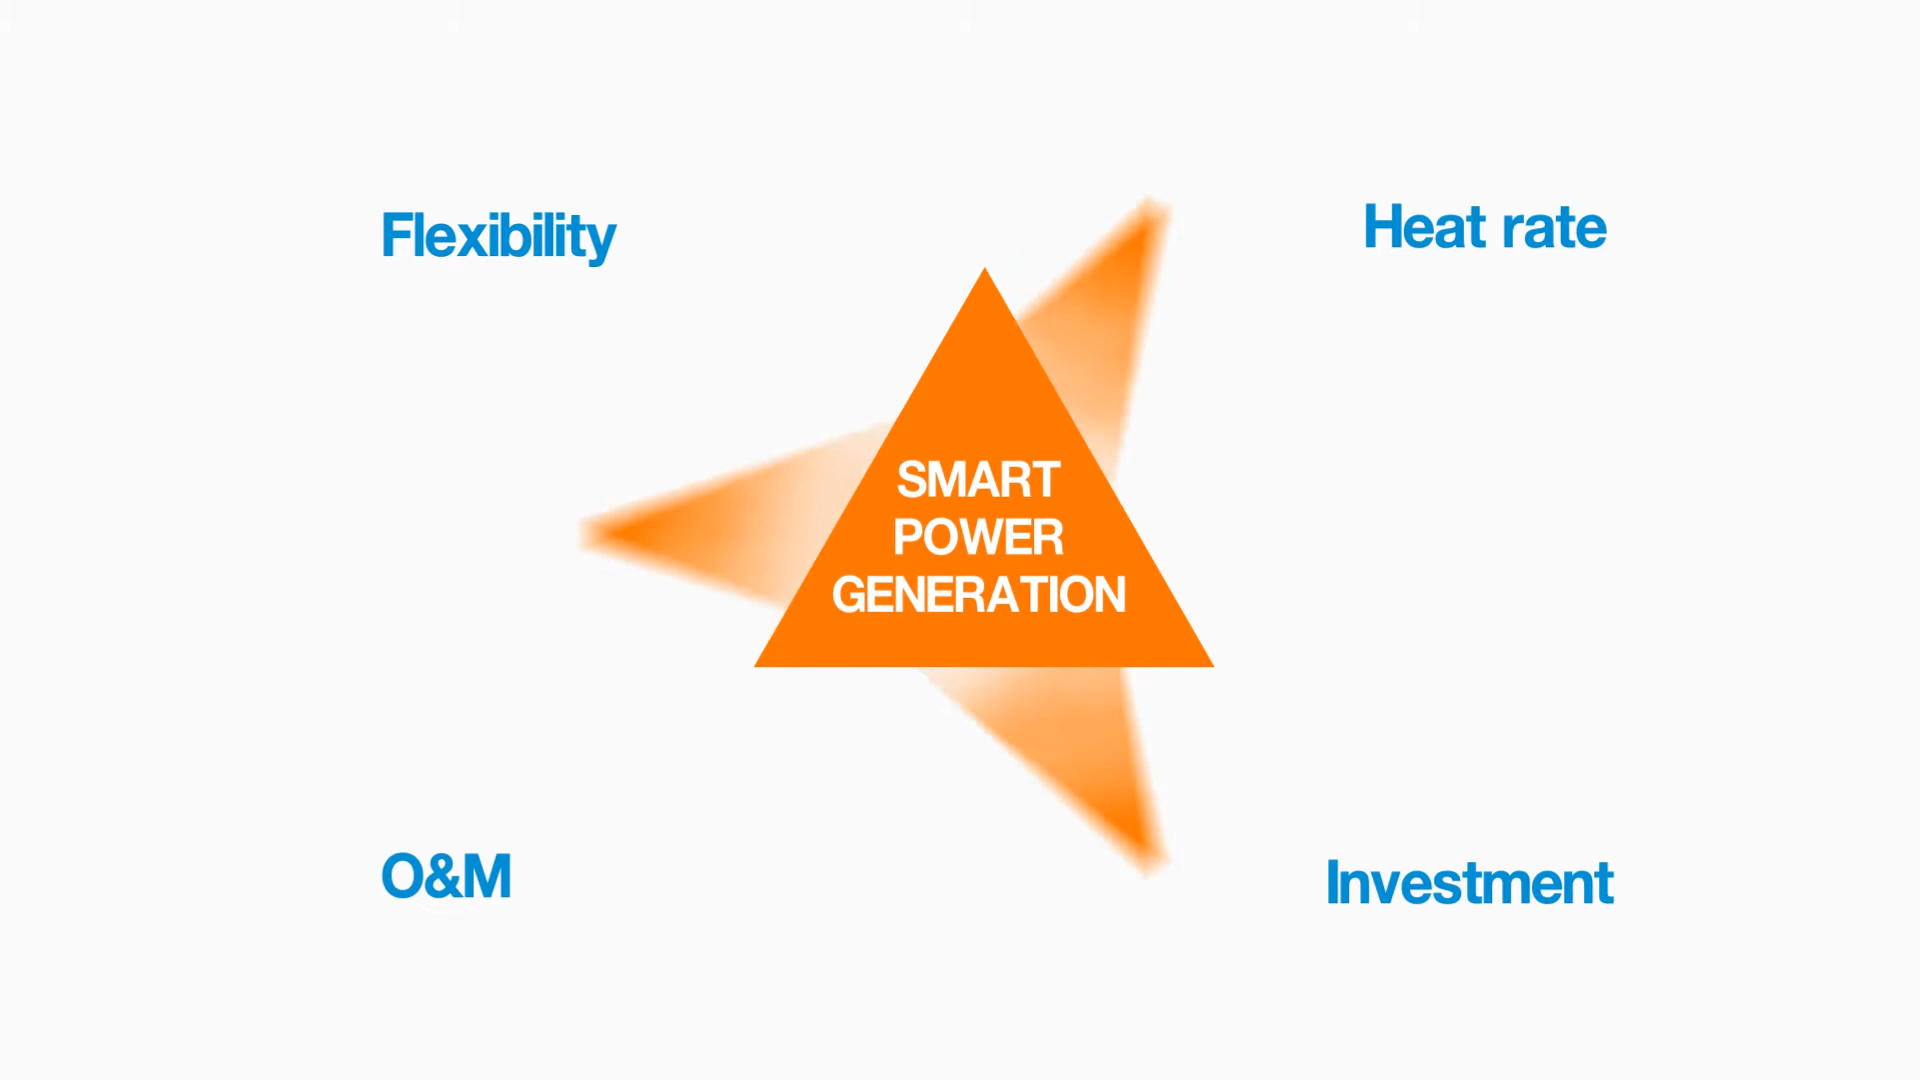 Flexibility
Heat rate
SMART
POWER
GENERATION
O&M
Investment